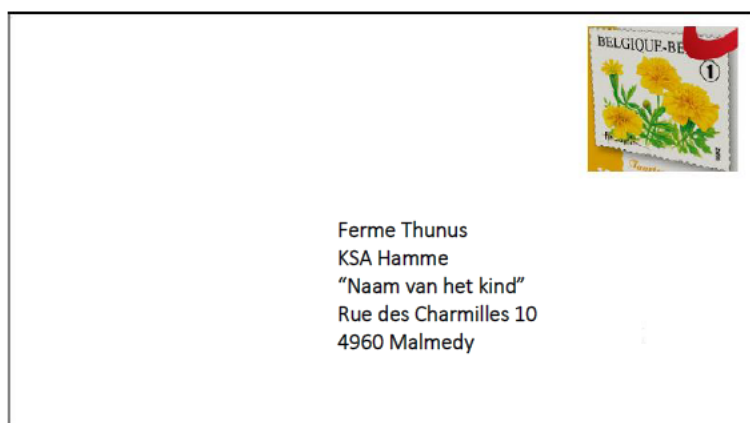 BELGIQUE-BE
1
Ferme Thunus
KSA Hamme
“Naam van het kind”
Rue des Charmilles 10
4960 Malmedy